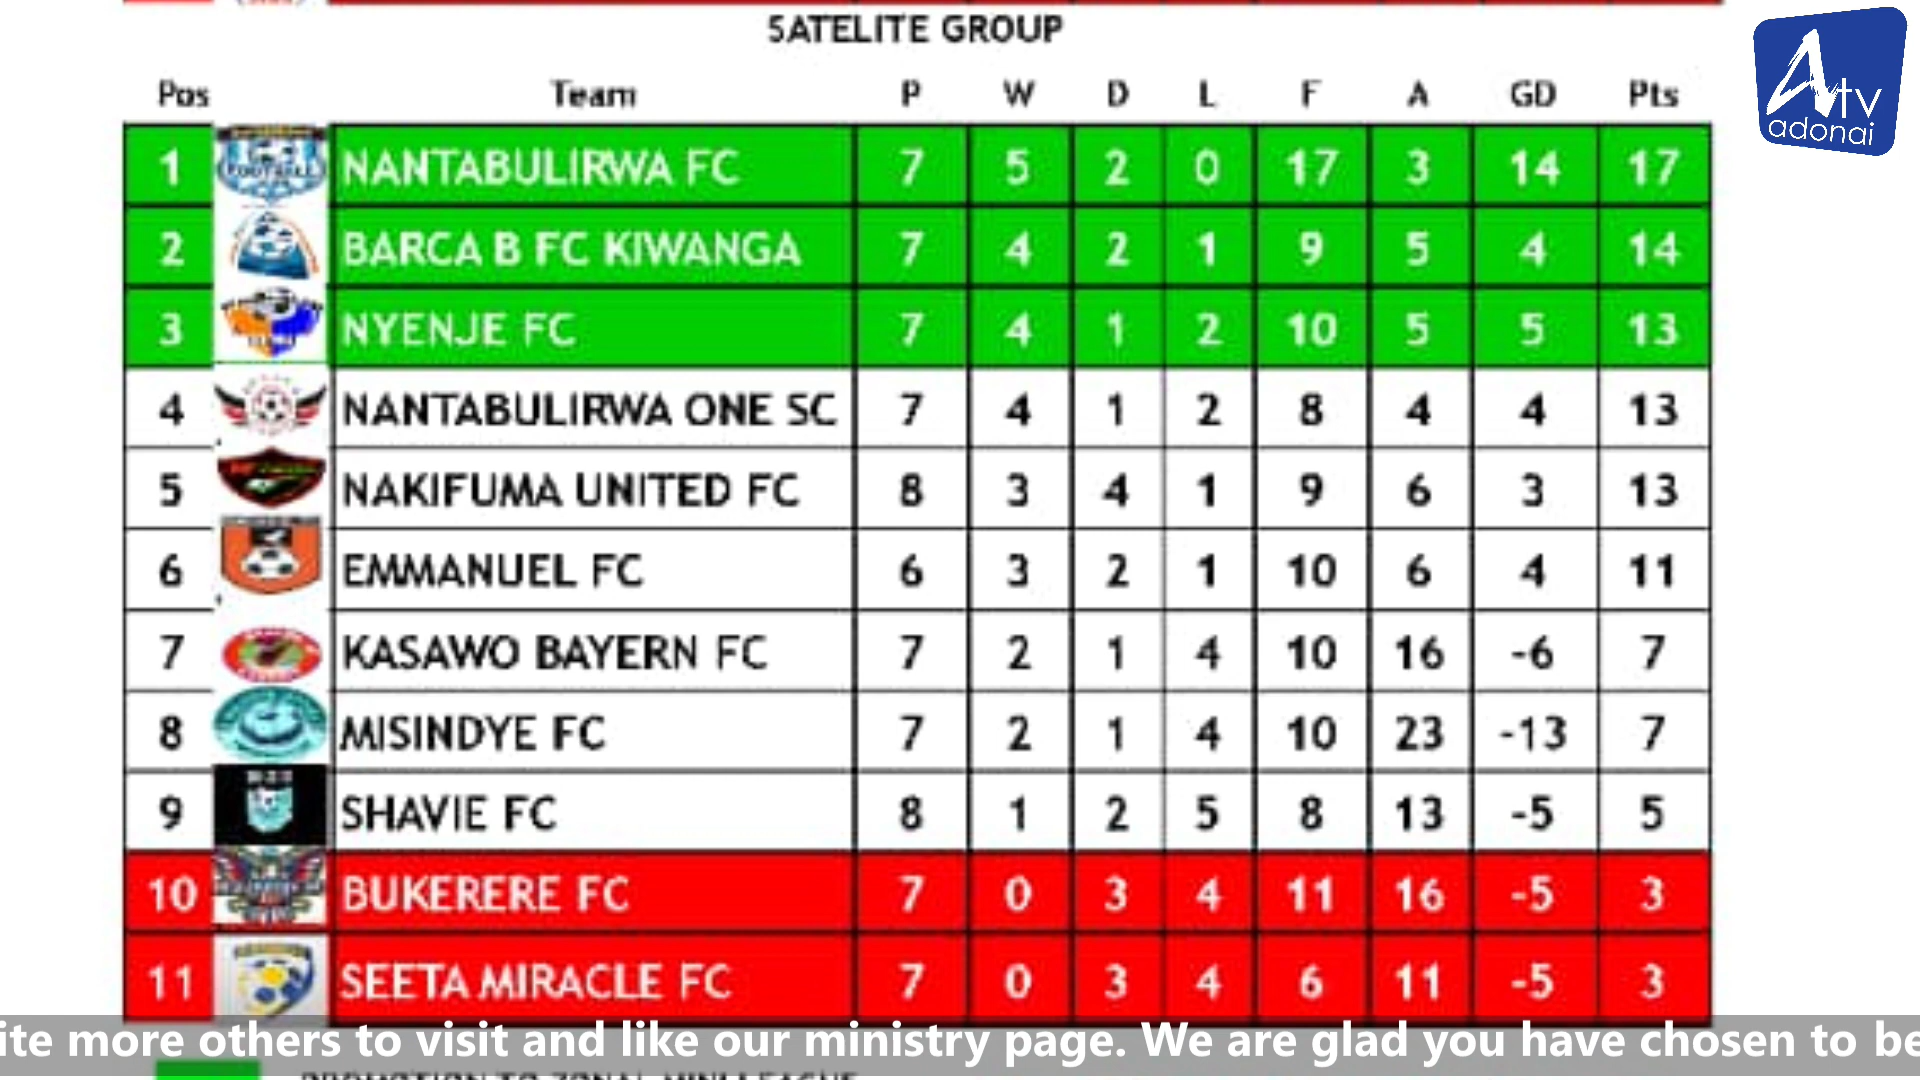 SATELITE GROUP
Pos Team P W D L F A GD Pts
1 NANTABULIRWA FC 7 5 2 0 17 3 14 17
2 BARCA B FC KIWANGA 7 4 2 1 9 5 4 14
3 NYENJE FC 7 4 1 2 10 5 5 13
4 NANTABULIRWA ONE SC 7 4 1 2 8 4 4 13
5 NAKIFUMA UNITED FC 8 3 4 1 9 6 3 13
6 EMMANUEL FC 6 3 2 1 10 6 4 11
7 KASAWO BAYERN FC 7 2 1 4 10 16 -6 7
8 MISINDYE FC 7 2 1 4 10 23 -13 7
9 SHAVIE FC 8 1 2 5 8 13 -5 5
10 BUKERERE FC 7 0 3 4 11 16 -5 3
11 SEETA MIRACLE FC 7 0 3 4 6 11 -5 3
ite more others to visit and like our ministry page. We are glad you have chosen to be
PROMOTION TO ZONAL MINI LEAGUE
Atv
adonai